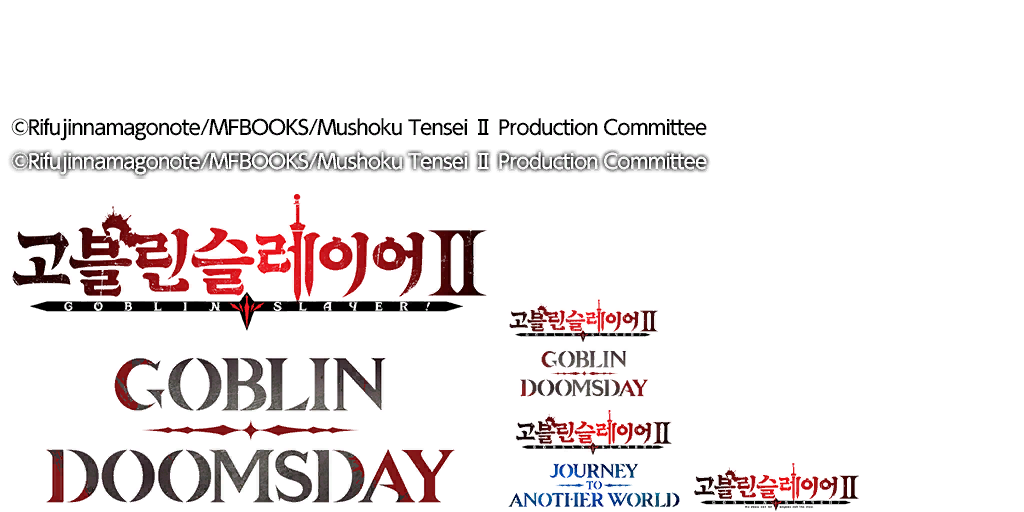 ©Rifujinnamagonote/MFBOOKS/Mushoku Tensei Ⅱ Production Committee
©Rifujinnamagonote/MFBOOKS/Mushoku Tensei Ⅱ Production Committee
고블린슬레이어Ⅱ
GOBLIN SLAYER!
GOBLIN
DOOMSDAY
고블린슬레이어Ⅱ
GOBLIN
DOOMSDAY
고블린슬레이어Ⅱ
GOBLIN SLAYER!
JOURNEY
TO
ANOTHER WORLD
고블린슬레이어Ⅱ